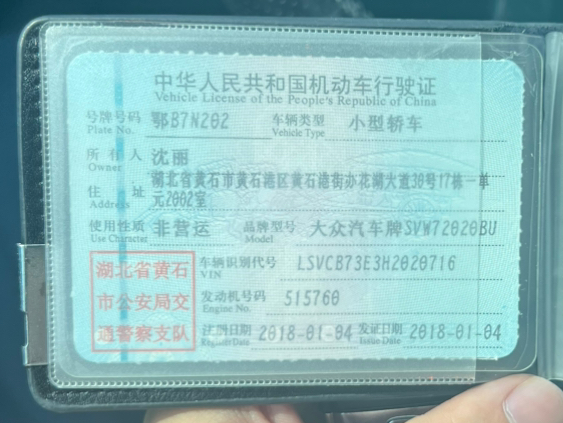 中华人民共和国机动车行驶证
Vehicle License of the People's Republic of China
号牌号码 鄂B7N202 车辆类型 小型轿车
Plate No. Vehicle Type
所有人 沈丽
Owner
住址 湖北省黄石市黄石港区黄石港街办花湖大道30号17栋一单
Address 元2002室
使用性质 非营运 品牌型号 大众汽车牌SVW72020BU
Use Character Model
湖北省黄石 车辆识别代号 LSVCB73E3H2020716
VIN
市公安局交 发动机号码 515760
Engine No.
通警察支队 注册日期 2018-01-04 发证日期 2018-01-04
Register Date Issue Date